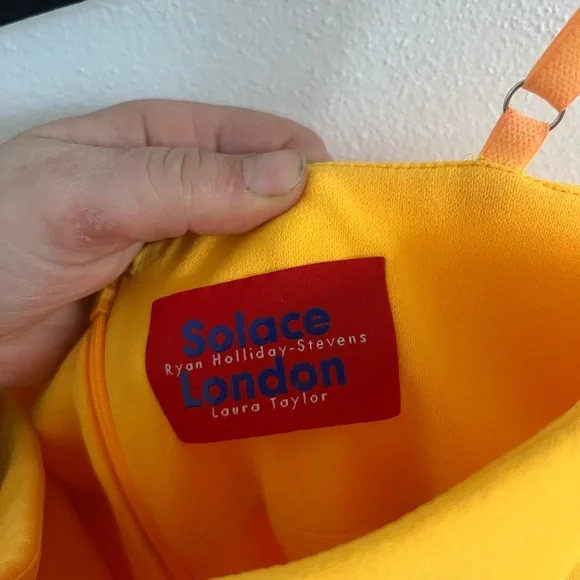 Solace
Ryan Holliday-Stevens
London
Laura Taylor